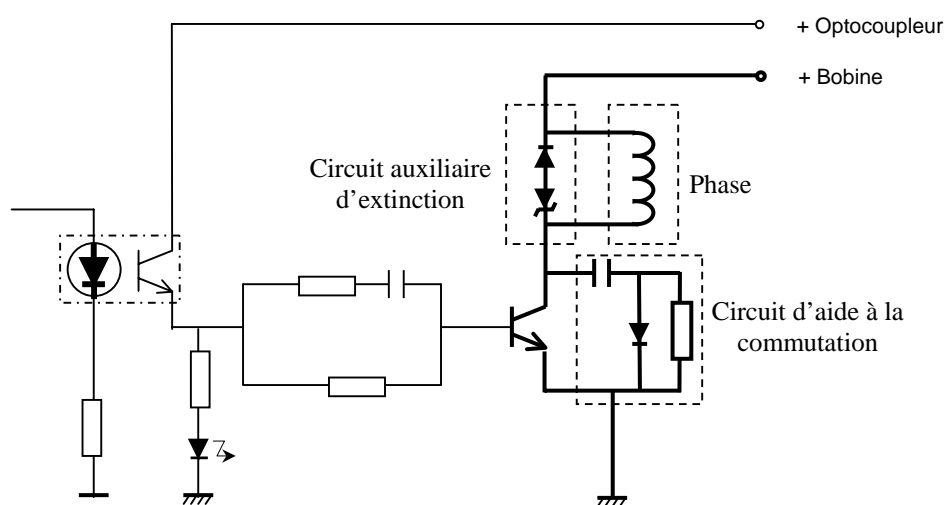 + Optocoupleur
+ Bobine
Circuit auxiliaire
d’extinction
Phase
Circuit d’aide à la
commutation